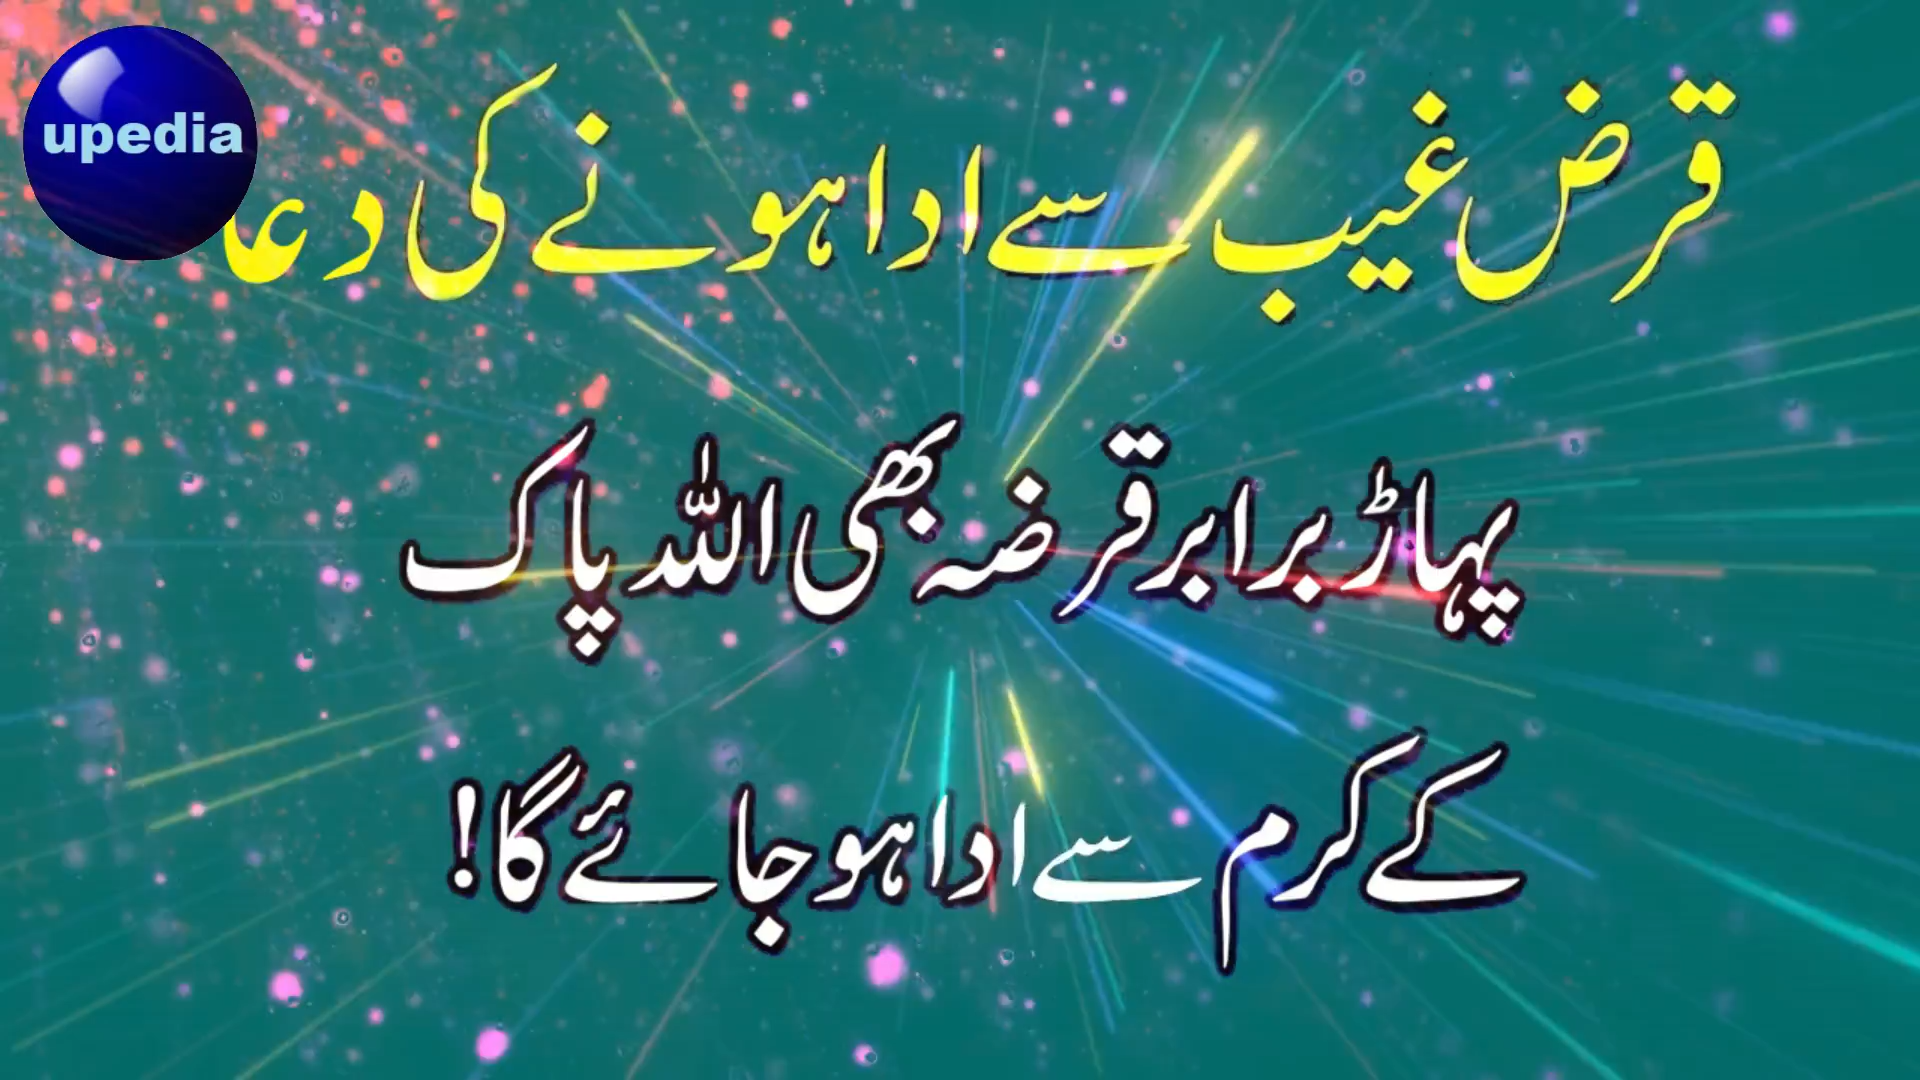 upedia
قرض غیب سے ادا ہونے کی دعا
پہاڑ برابر قرضہ بھی اللہ پاک
کے کرم سے ادا ہو جائے گا!